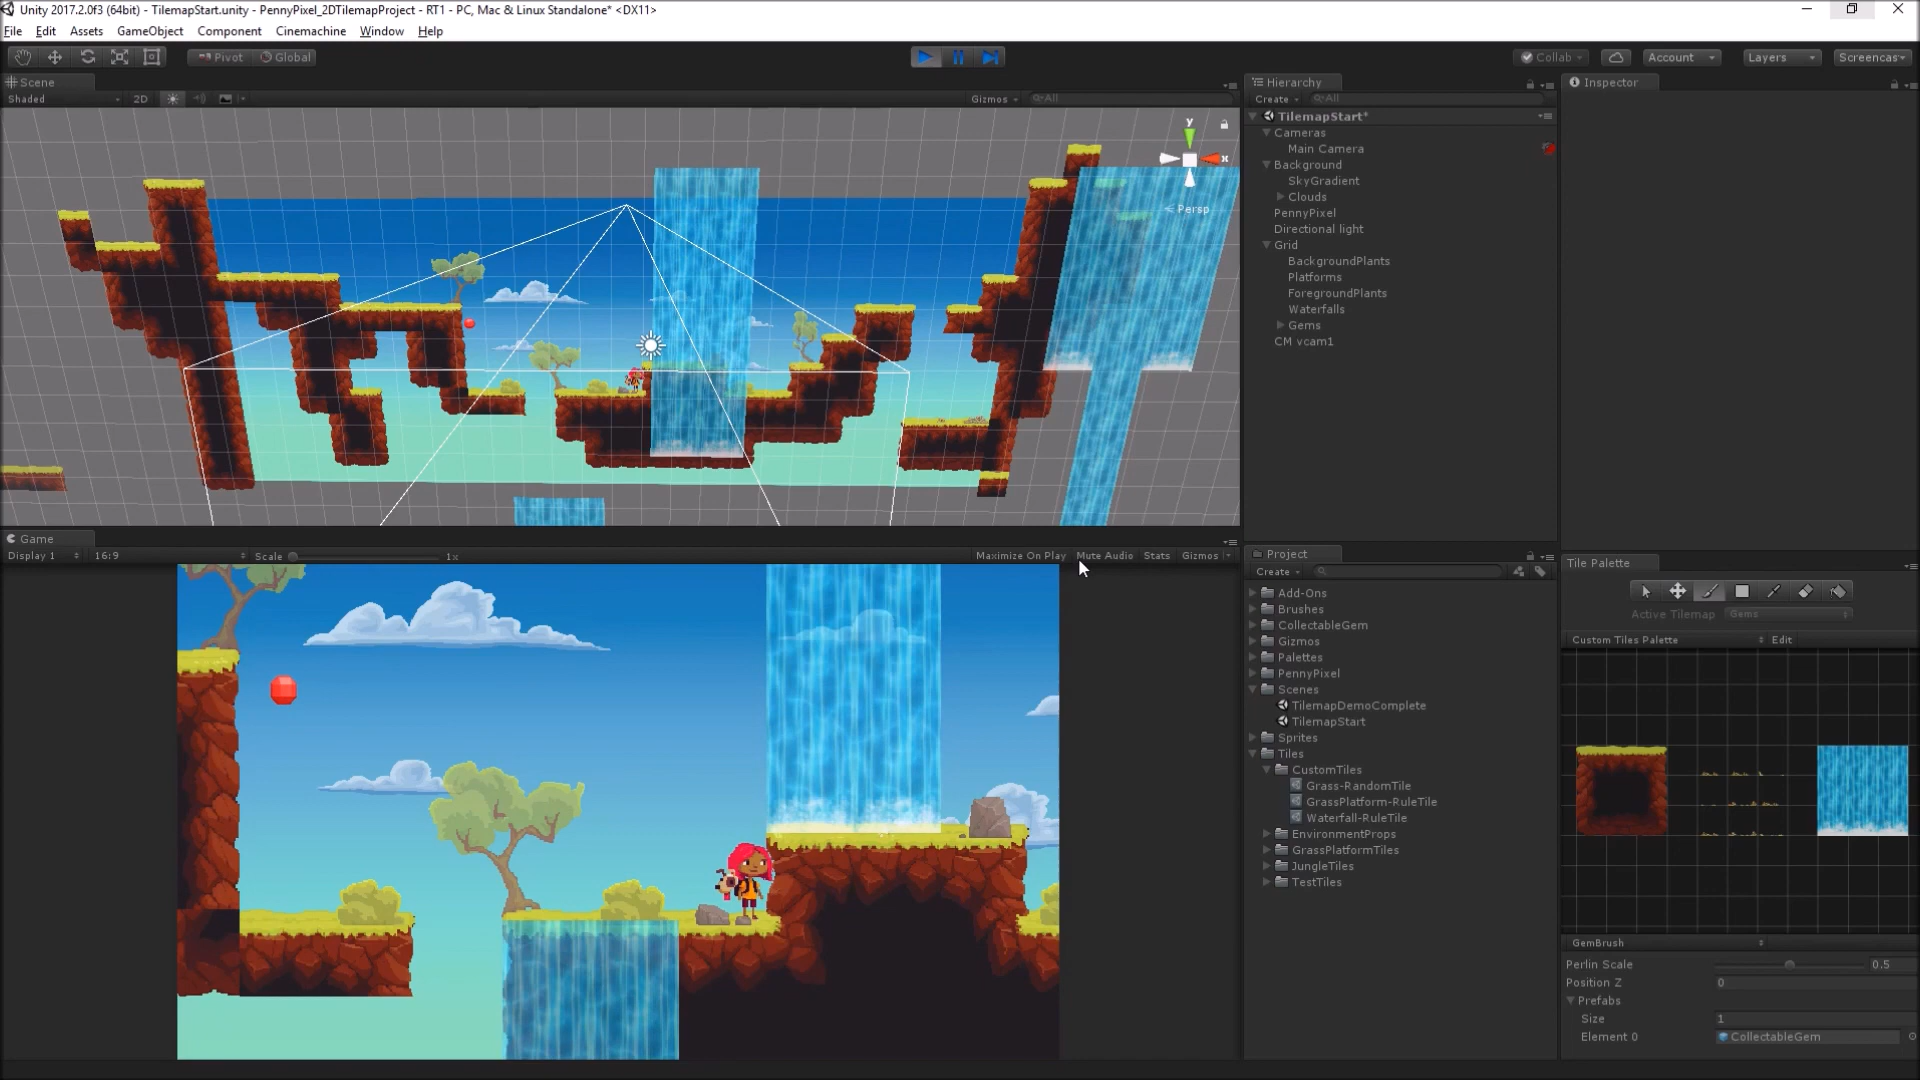 Unity 2017.2.0f3 (64bit) - TilemapStart.unity - PennyPixel_2DTilemapProject - RT1 - PC, Mac & Linux Standalone* <DX11>
File Edit Assets GameObject Component Cinemachine Window Help
Pivot Global Collab Account Layers Screencas
Scene
Shaded 2D Gizmos All
y
x
Persp
Game
Display 1 16:9 Scale 1x Maximize On Play Mute Audio Stats Gizmos
Hierarchy
Create All
TilemapStart*
Cameras
Main Camera
Background
SkyGradient
Clouds
PennyPixel
Directional light
Grid
BackgroundPlants
Platforms
ForegroundPlants
Waterfalls
Gems
CM vcam1
Project
Create
Add-Ons
Brushes
CollectableGem
Gizmos
Palettes
PennyPixel
Scenes
TilemapDemoComplete
TilemapStart
Sprites
Tiles
CustomTiles
Grass-RandomTile
GrassPlatform-RuleTile
Waterfall-RuleTile
EnvironmentProps
GrassPlatformTiles
JungleTiles
TestTiles
Inspector
Tile Palette
Active Tilemap Gems
Custom Tiles Palette Edit
GemBrush
Perlin Scale 0.5
Position Z 0
Prefabs
Size 1
Element 0 CollectableGem